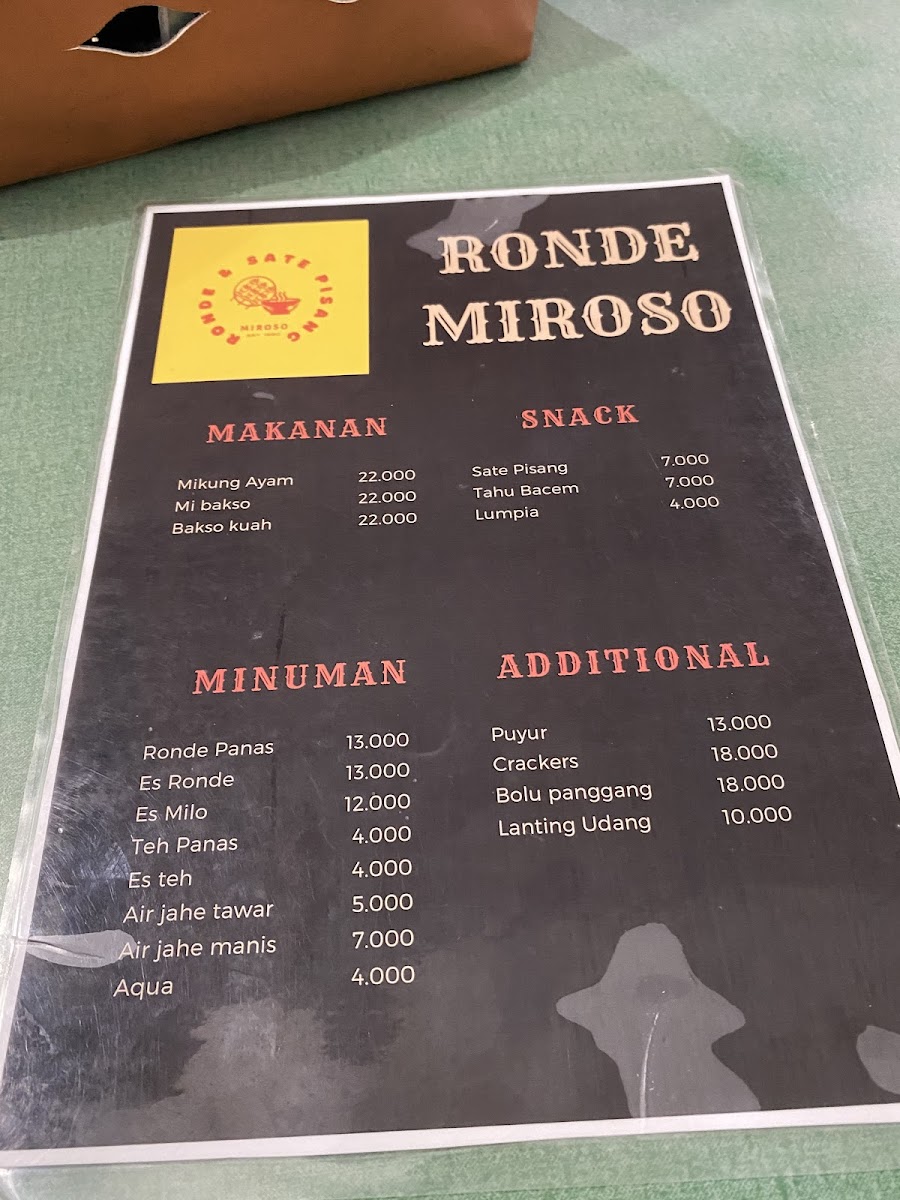 RONDE & SATE PISANG
MIROSO
RONDE
MIROSO
MAKANAN
Mikung Ayam 22.000
Mi bakso 22.000
Bakso kuah 22.000
SNACK
Sate Pisang 7.000
Tahu Bacem 7.000
Lumpia 4.000
MINUMAN
Ronde Panas 13.000
Es Ronde 13.000
Es Milo 12.000
Teh Panas 4.000
Es teh 4.000
Air jahe tawar 5.000
Air jahe manis 7.000
Aqua 4.000
ADDITIONAL
Puyur 13.000
Crackers 18.000
Bolu panggang 18.000
Lanting Udang 10.000